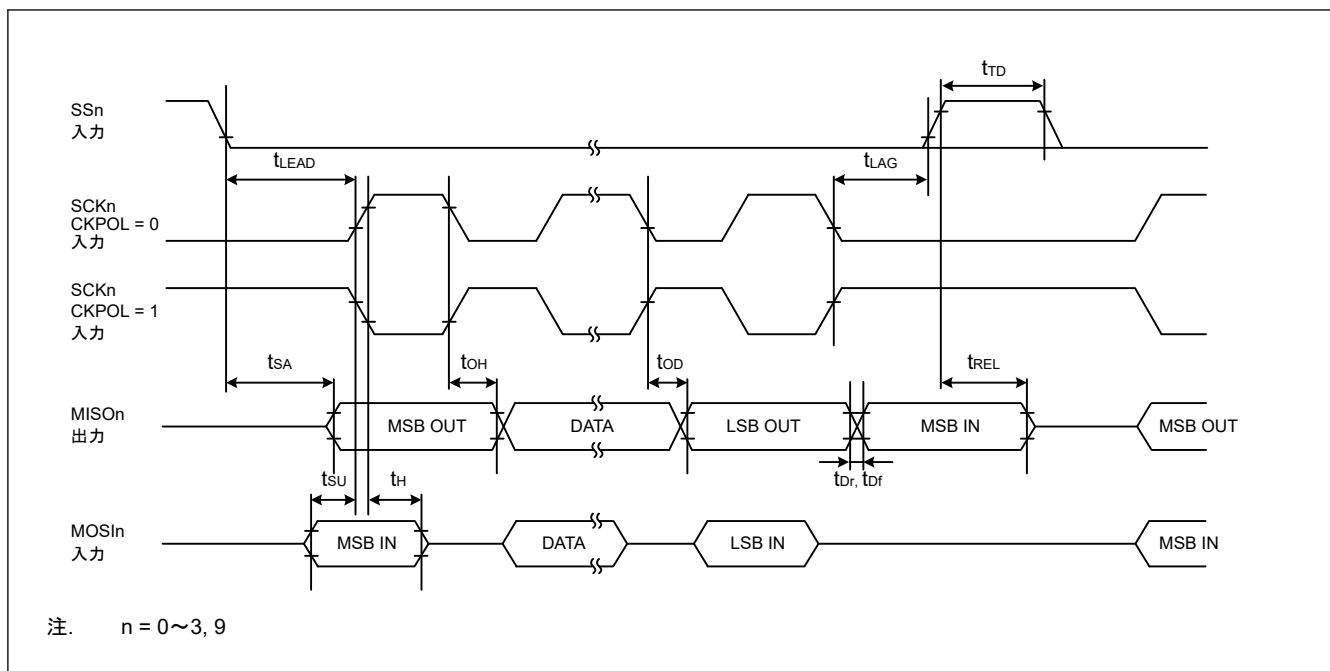 SSn
入力
tTD
tLEAD
tLAG
SCKn
CKPOL = 0
入力
SCKn
CKPOL = 1
入力
tSA
tOH
tOD
tREL
MISOn
出力
MSB OUT
DATA
LSB OUT
MSB IN
MSB OUT
tSU
tH
tDr, tDf
MOSIn
入力
MSB IN
DATA
LSB IN
MSB IN
注. n = 0～3, 9